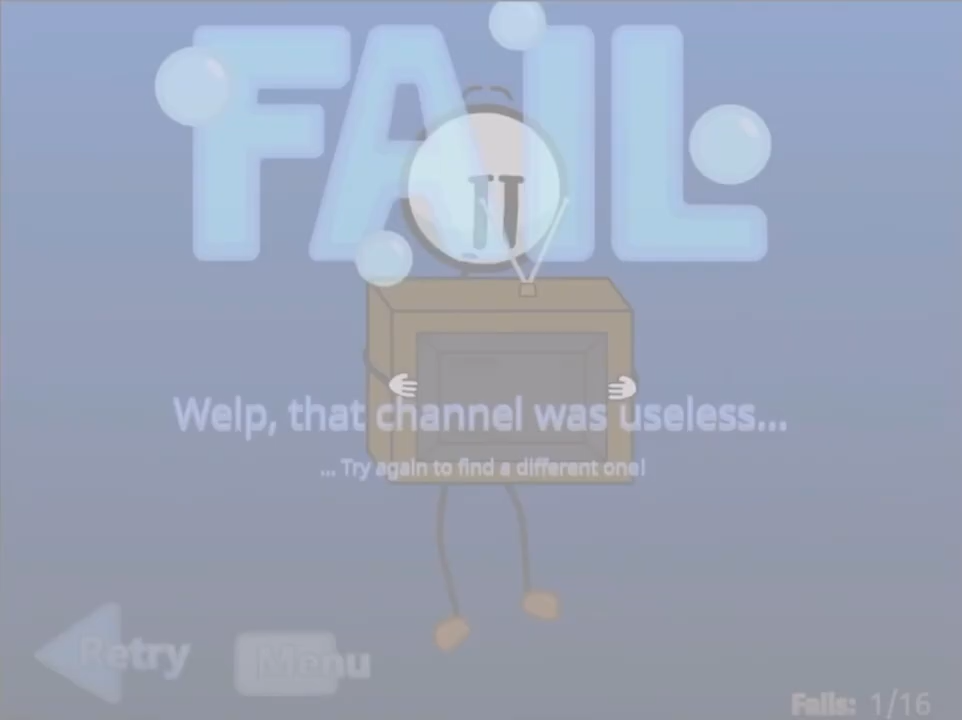 FAIL
Welp, that channel was useless...
... Try again to find a different one!
Retry
Menu
Fails: 1/16